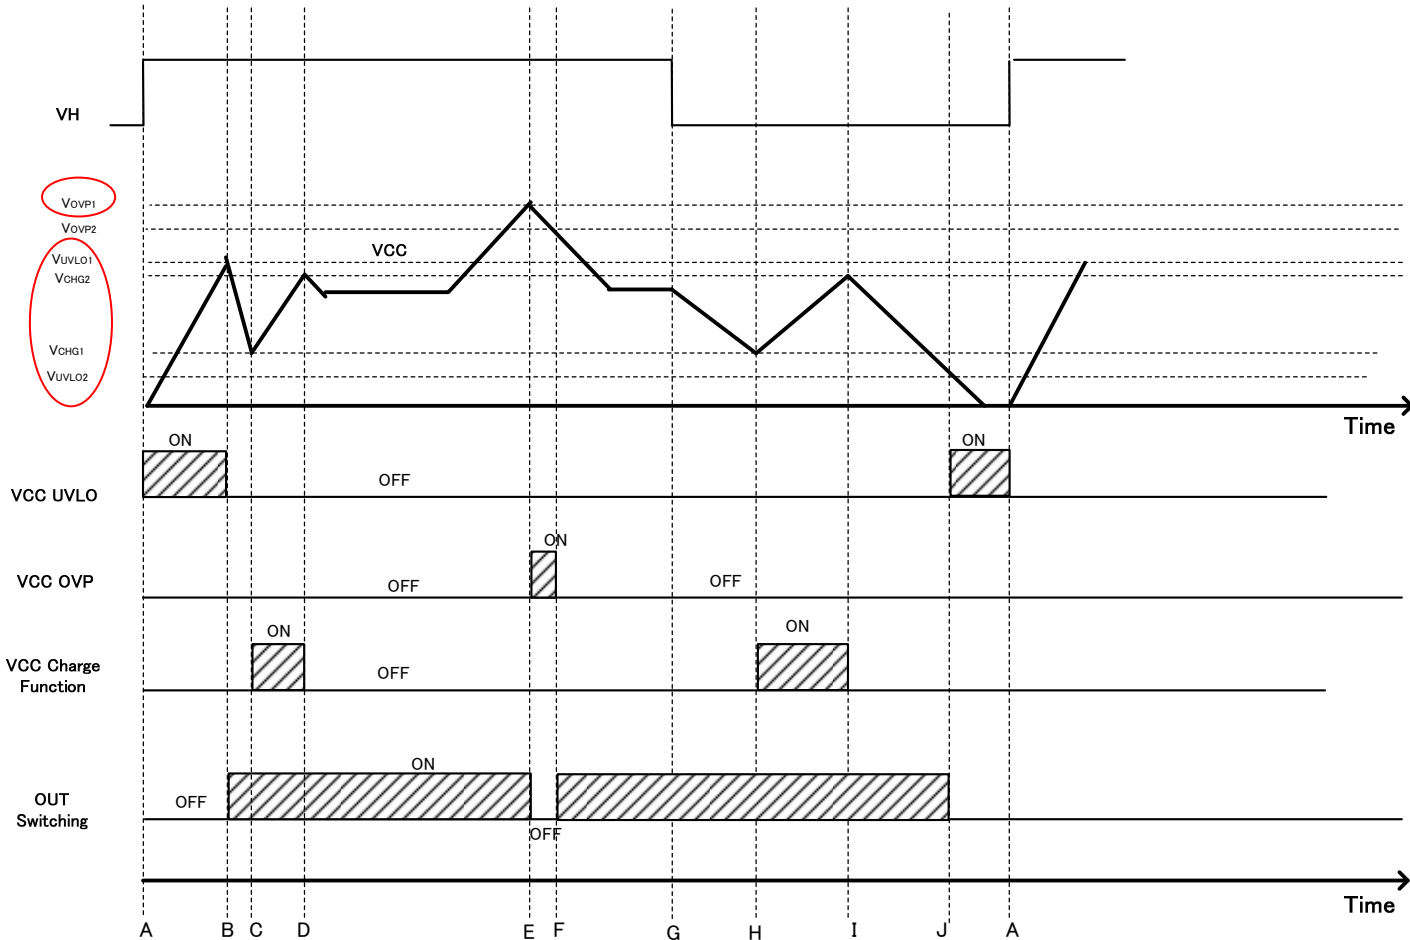 VH
VOVP1
VOVP2
VUVLO1
VCHG2
VCC
VCHG1
VUVLO2
Time
ON
ON
VCC UVLO
OFF
ON
VCC OVP
OFF
OFF
ON
ON
VCC Charge
Function
OFF
ON
OUT
Switching
OFF
OFF
Time
A B C D E F G H I J A